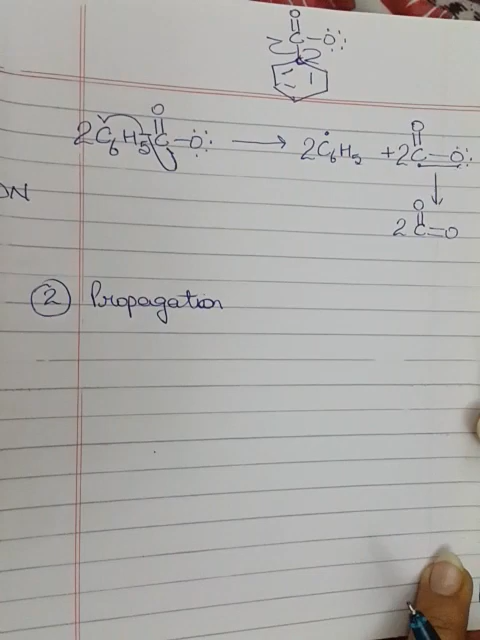 O
C–O
2C6H5–C–O → 2C6H5 + 2C–O
O
O
ON
O
2C=O
2 Propagation